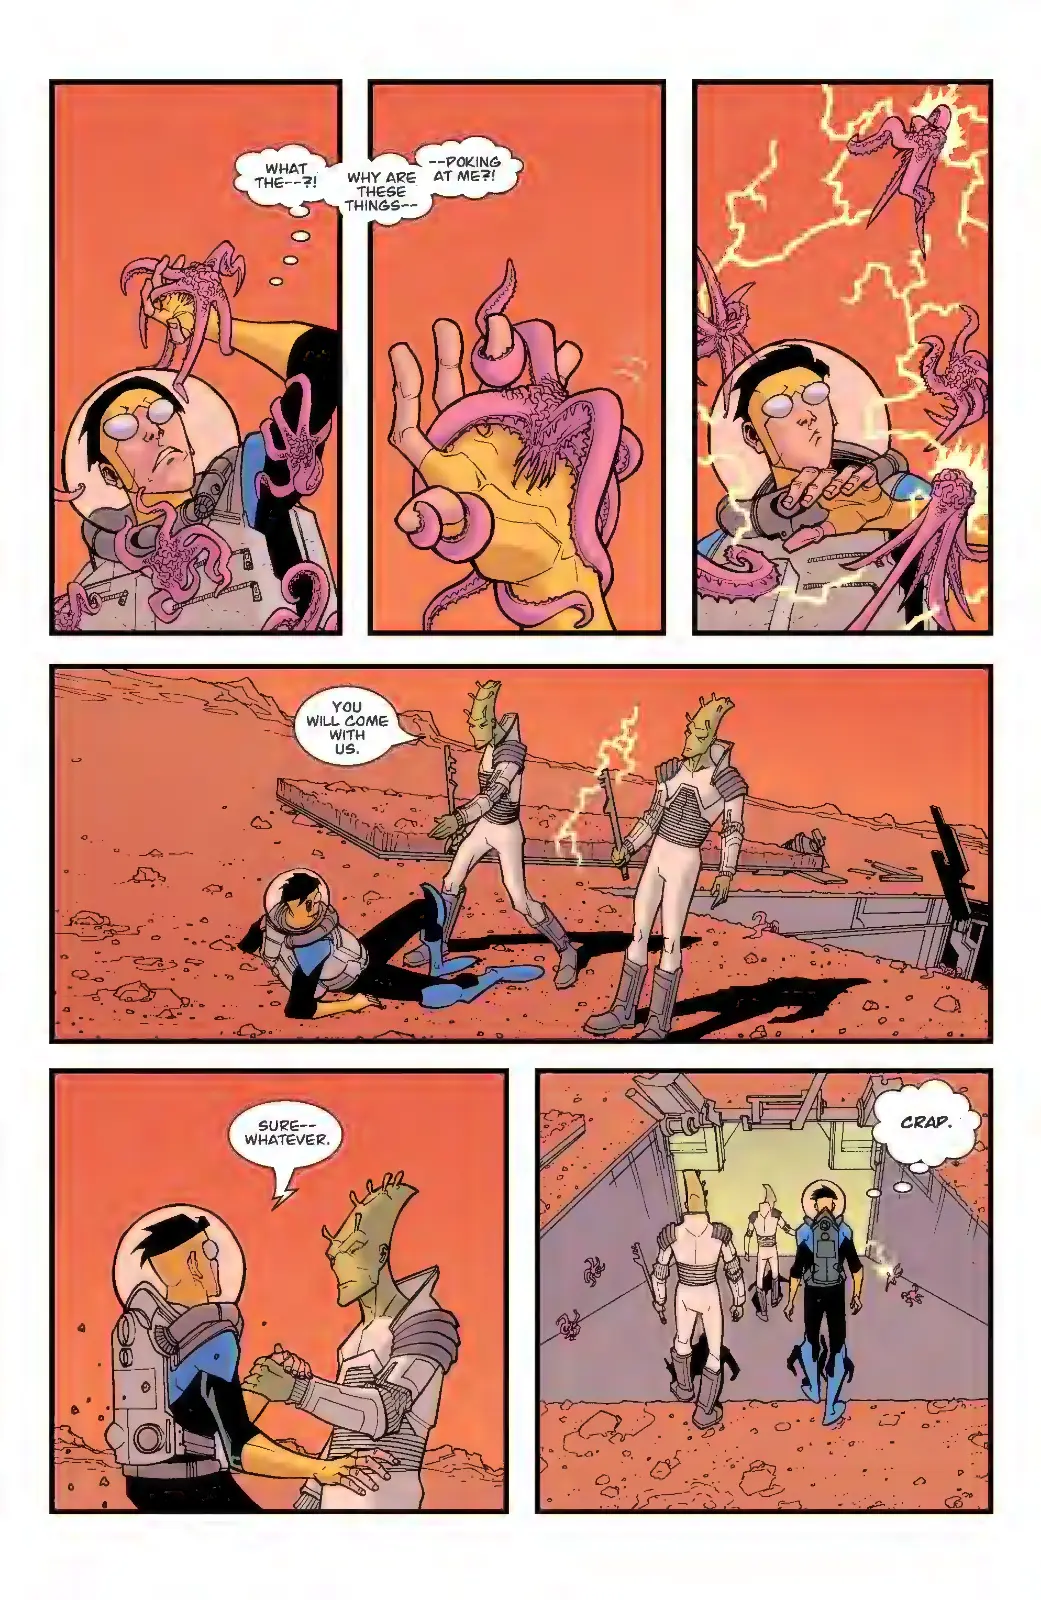 WHAT
THE--?!
WHY ARE
THESE
THINGS--
--POKING
AT ME?!
YOU
WILL COME
WITH
US.
SURE--
WHATEVER.
CRAP.